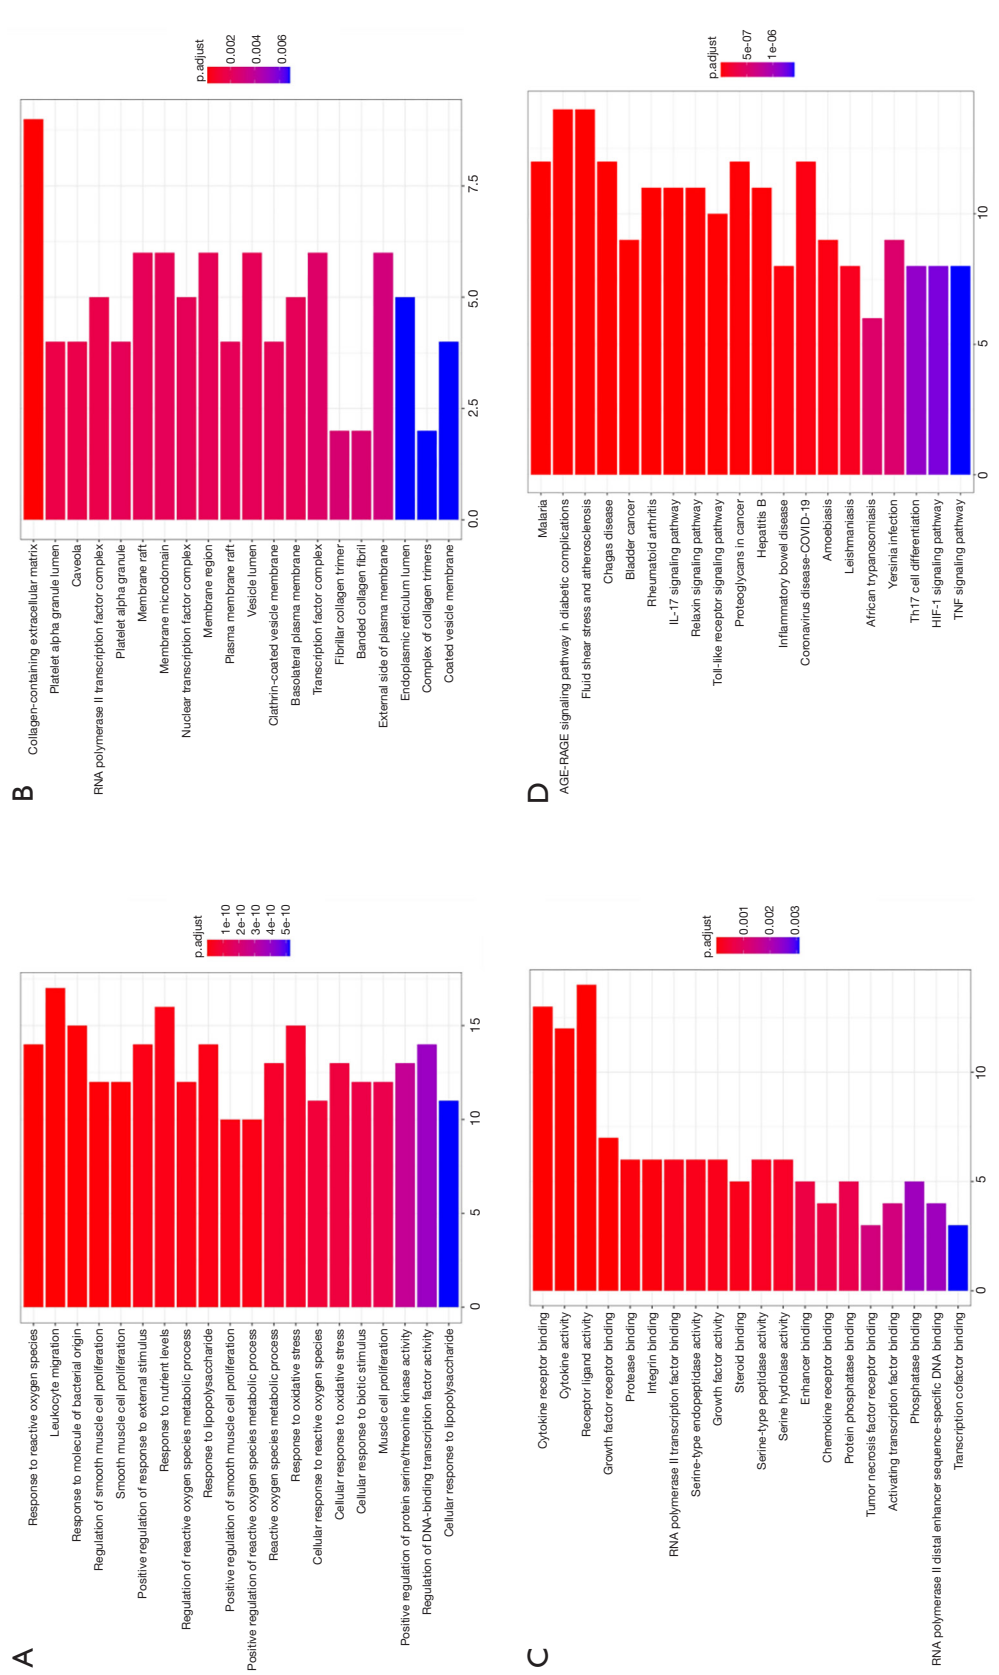 A
Response to reactive oxygen species
Leukocyte migration
Response to molecule of bacterial origin
Regulation of smooth muscle cell proliferation
Smooth muscle cell proliferation
Positive regulation of response to external stimulus
Response to nutrient levels
Regulation of reactive oxygen species metabolic process
Response to lipopolysaccharide
Positive regulation of smooth muscle cell proliferation
Positive regulation of reactive oxygen species metabolic process
Reactive oxygen species metabolic process
Response to oxidative stress
Cellular response to reactive oxygen species
Cellular response to oxidative stress
Cellular response to biotic stimulus
Muscle cell proliferation
Positive regulation of protein serine/threonine kinase activity
Regulation of DNA-binding transcription factor activity
Cellular response to lipopolysaccharide
0 5 10 15
p.adjust
1e-10
2e-10
3e-10
4e-10
5e-10
B
Collagen-containing extracellular matrix
Platelet alpha granule lumen
Caveola
RNA polymerase II transcription factor complex
Platelet alpha granule
Membrane raft
Membrane microdomain
Nuclear transcription factor complex
Membrane region
Plasma membrane raft
Vesicle lumen
Clathrin-coated vesicle membrane
Basolateral plasma membrane
Transcription factor complex
Fibrillar collagen trimer
Banded collagen fibril
External side of plasma membrane
Endoplasmic reticulum lumen
Complex of collagen trimers
Coated vesicle membrane
0.0 2.5 5.0 7.5
p.adjust
0.002
0.004
0.006
C
Cytokine receptor binding
Cytokine activity
Receptor ligand activity
Growth factor receptor binding
Protease binding
Integrin binding
RNA polymerase II transcription factor binding
Serine-type endopeptidase activity
Growth factor activity
Steroid binding
Serine-type peptidase activity
Serine hydrolase activity
Enhancer binding
Chemokine receptor binding
Protein phosphatase binding
Tumor necrosis factor receptor binding
Activating transcription factor binding
Phosphatase binding
RNA polymerase II distal enhancer sequence-specific DNA binding
Transcription cofactor binding
0 5 10
p.adjust
0.001
0.002
0.003
D
Malaria
AGE-RAGE signaling pathway in diabetic complications
Fluid shear stress and atherosclerosis
Chagas disease
Bladder cancer
Rheumatoid arthritis
IL-17 signaling pathway
Relaxin signaling pathway
Toll-like receptor signaling pathway
Proteoglycans in cancer
Hepatitis B
Inflammatory bowel disease
Coronavirus disease-COVID-19
Amoebiasis
Leishmaniasis
African trypanosomiasis
Yersinia infection
Th17 cell differentiation
HIF-1 signaling pathway
TNF signaling pathway
0 5 10
p.adjust
5e-07
1e-06